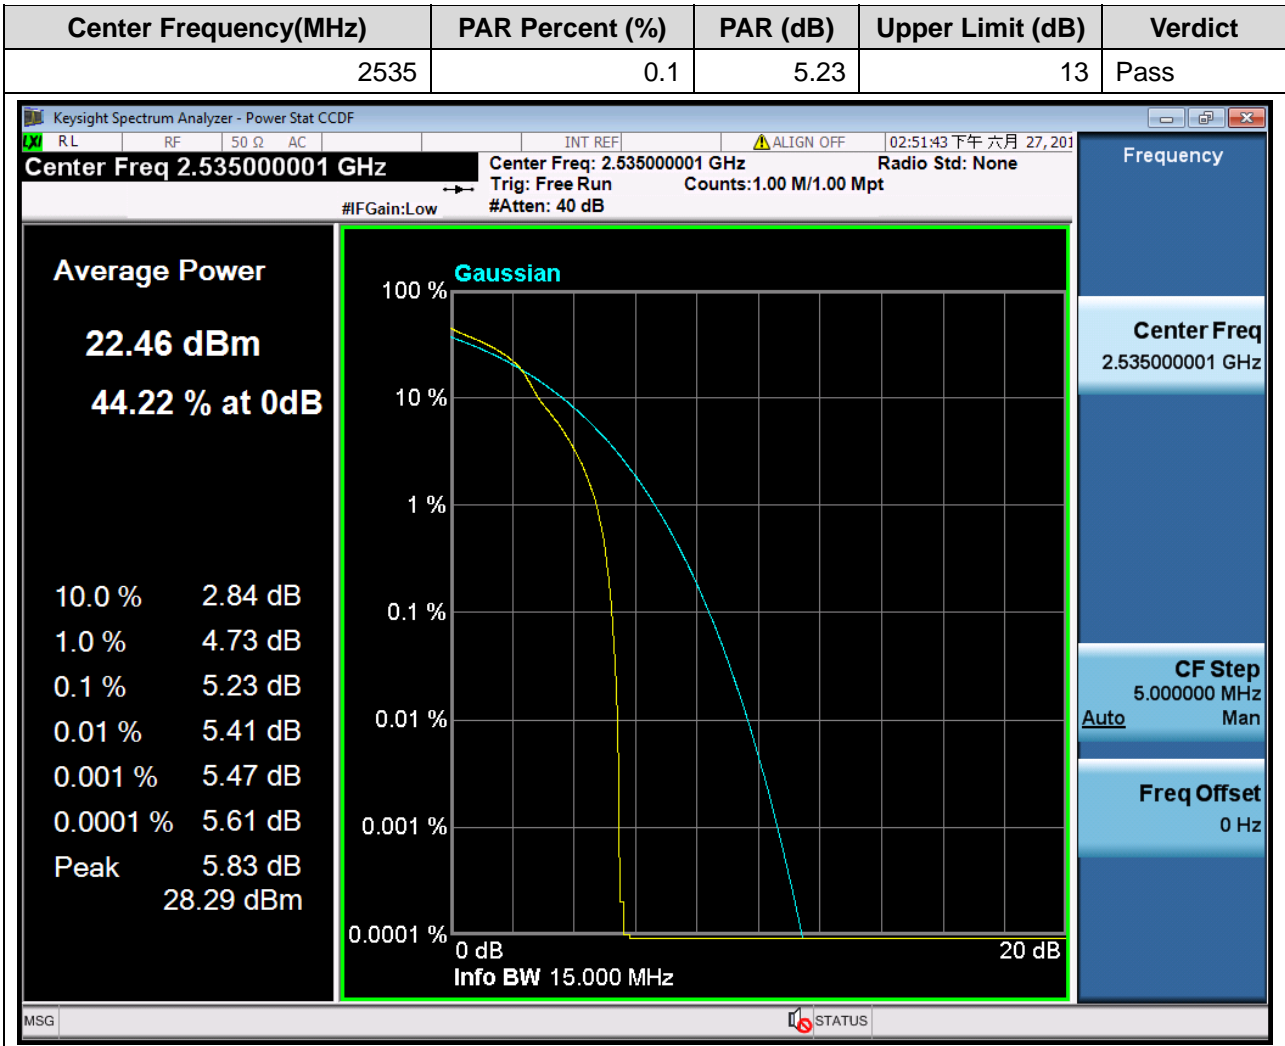 Center Frequency(MHz) PAR Percent (%) PAR (dB) Upper Limit (dB) Verdict
2535 0.1 5.23 13 Pass
Keysight Spectrum Analyzer - Power Stat CCDF
LXI RL RF 50 Ω AC INT REF ALIGN OFF 02:51:43 下午 六月 27, 201
Center Freq 2.535000001 GHz
Center Freq: 2.535000001 GHz Radio Std: None
Trig: Free Run Counts:1.00 M/1.00 Mpt
#IFGain:Low #Atten: 40 dB
Frequency
Average Power
22.46 dBm
44.22 % at 0dB
10.0 % 2.84 dB
1.0 % 4.73 dB
0.1 % 5.23 dB
0.01 % 5.41 dB
0.001 % 5.47 dB
0.0001 % 5.61 dB
Peak 5.83 dB
28.29 dBm
Gaussian
100 %
10 %
1 %
0.1 %
0.01 %
0.001 %
0.0001 %
0 dB 20 dB
Info BW 15.000 MHz
Center Freq
2.535000001 GHz
CF Step
5.000000 MHz
Auto Man
Freq Offset
0 Hz
MSG STATUS